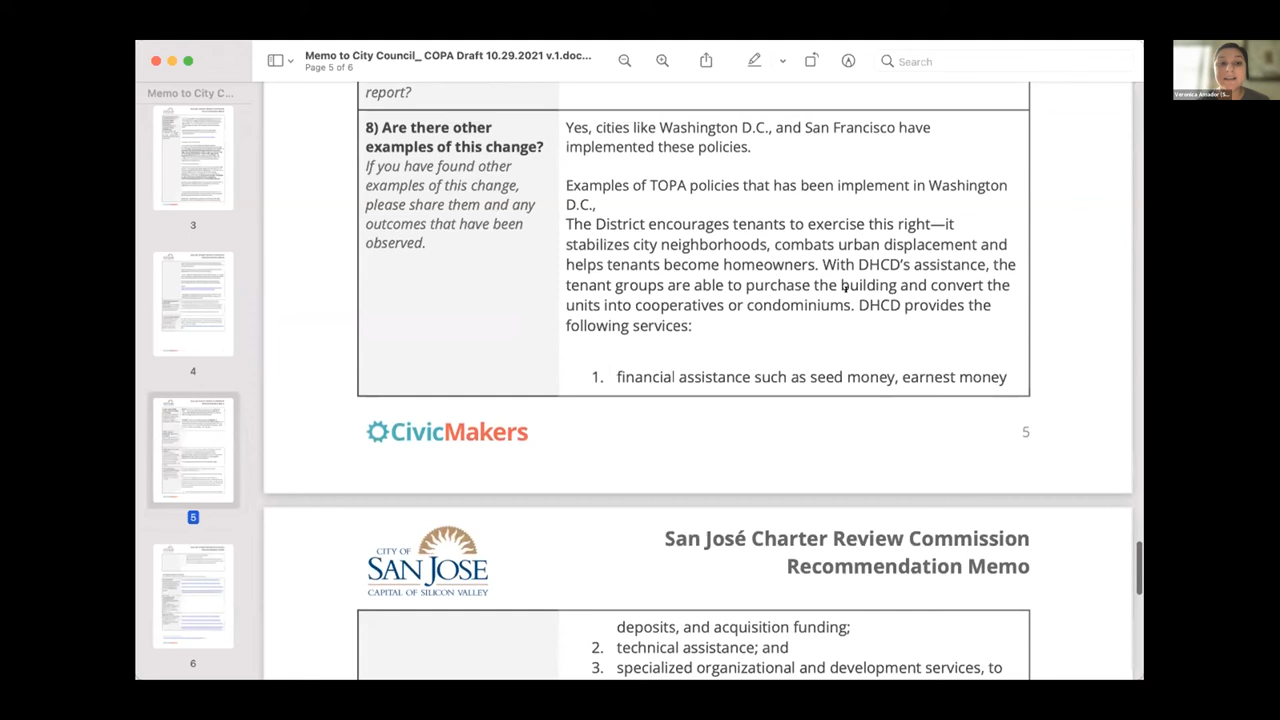 Memo to City Council_ COPA Draft 10.29.2021 v.1.doc...
Page 5 of 6
Search
Memo to City C...
3
4
5
6
report?
8) Are there other
examples of this change?
If you have found other
examples of this change,
please share them and any
outcomes that have been
observed.
Yes, cities like Washington D.C., and San Francisco have
implemented these policies.
Examples of TOPA policies that has been implement in Washington
D.C.,
The District encourages tenants to exercise this right—it
stabilizes city neighborhoods, combats urban displacement and
helps tenants become homeowners. With DHCD's assistance, the
tenant groups are able to purchase the building and convert the
units into cooperatives or condominiums. DHCD provides the
following services:
1. financial assistance such as seed money, earnest money
CivicMakers
5
CITY OF
SAN JOSE
CAPITAL OF SILICON VALLEY
San José Charter Review Commission
Recommendation Memo
deposits, and acquisition funding;
2. technical assistance; and
3. specialized organizational and development services, to
Veronica Amador (S...